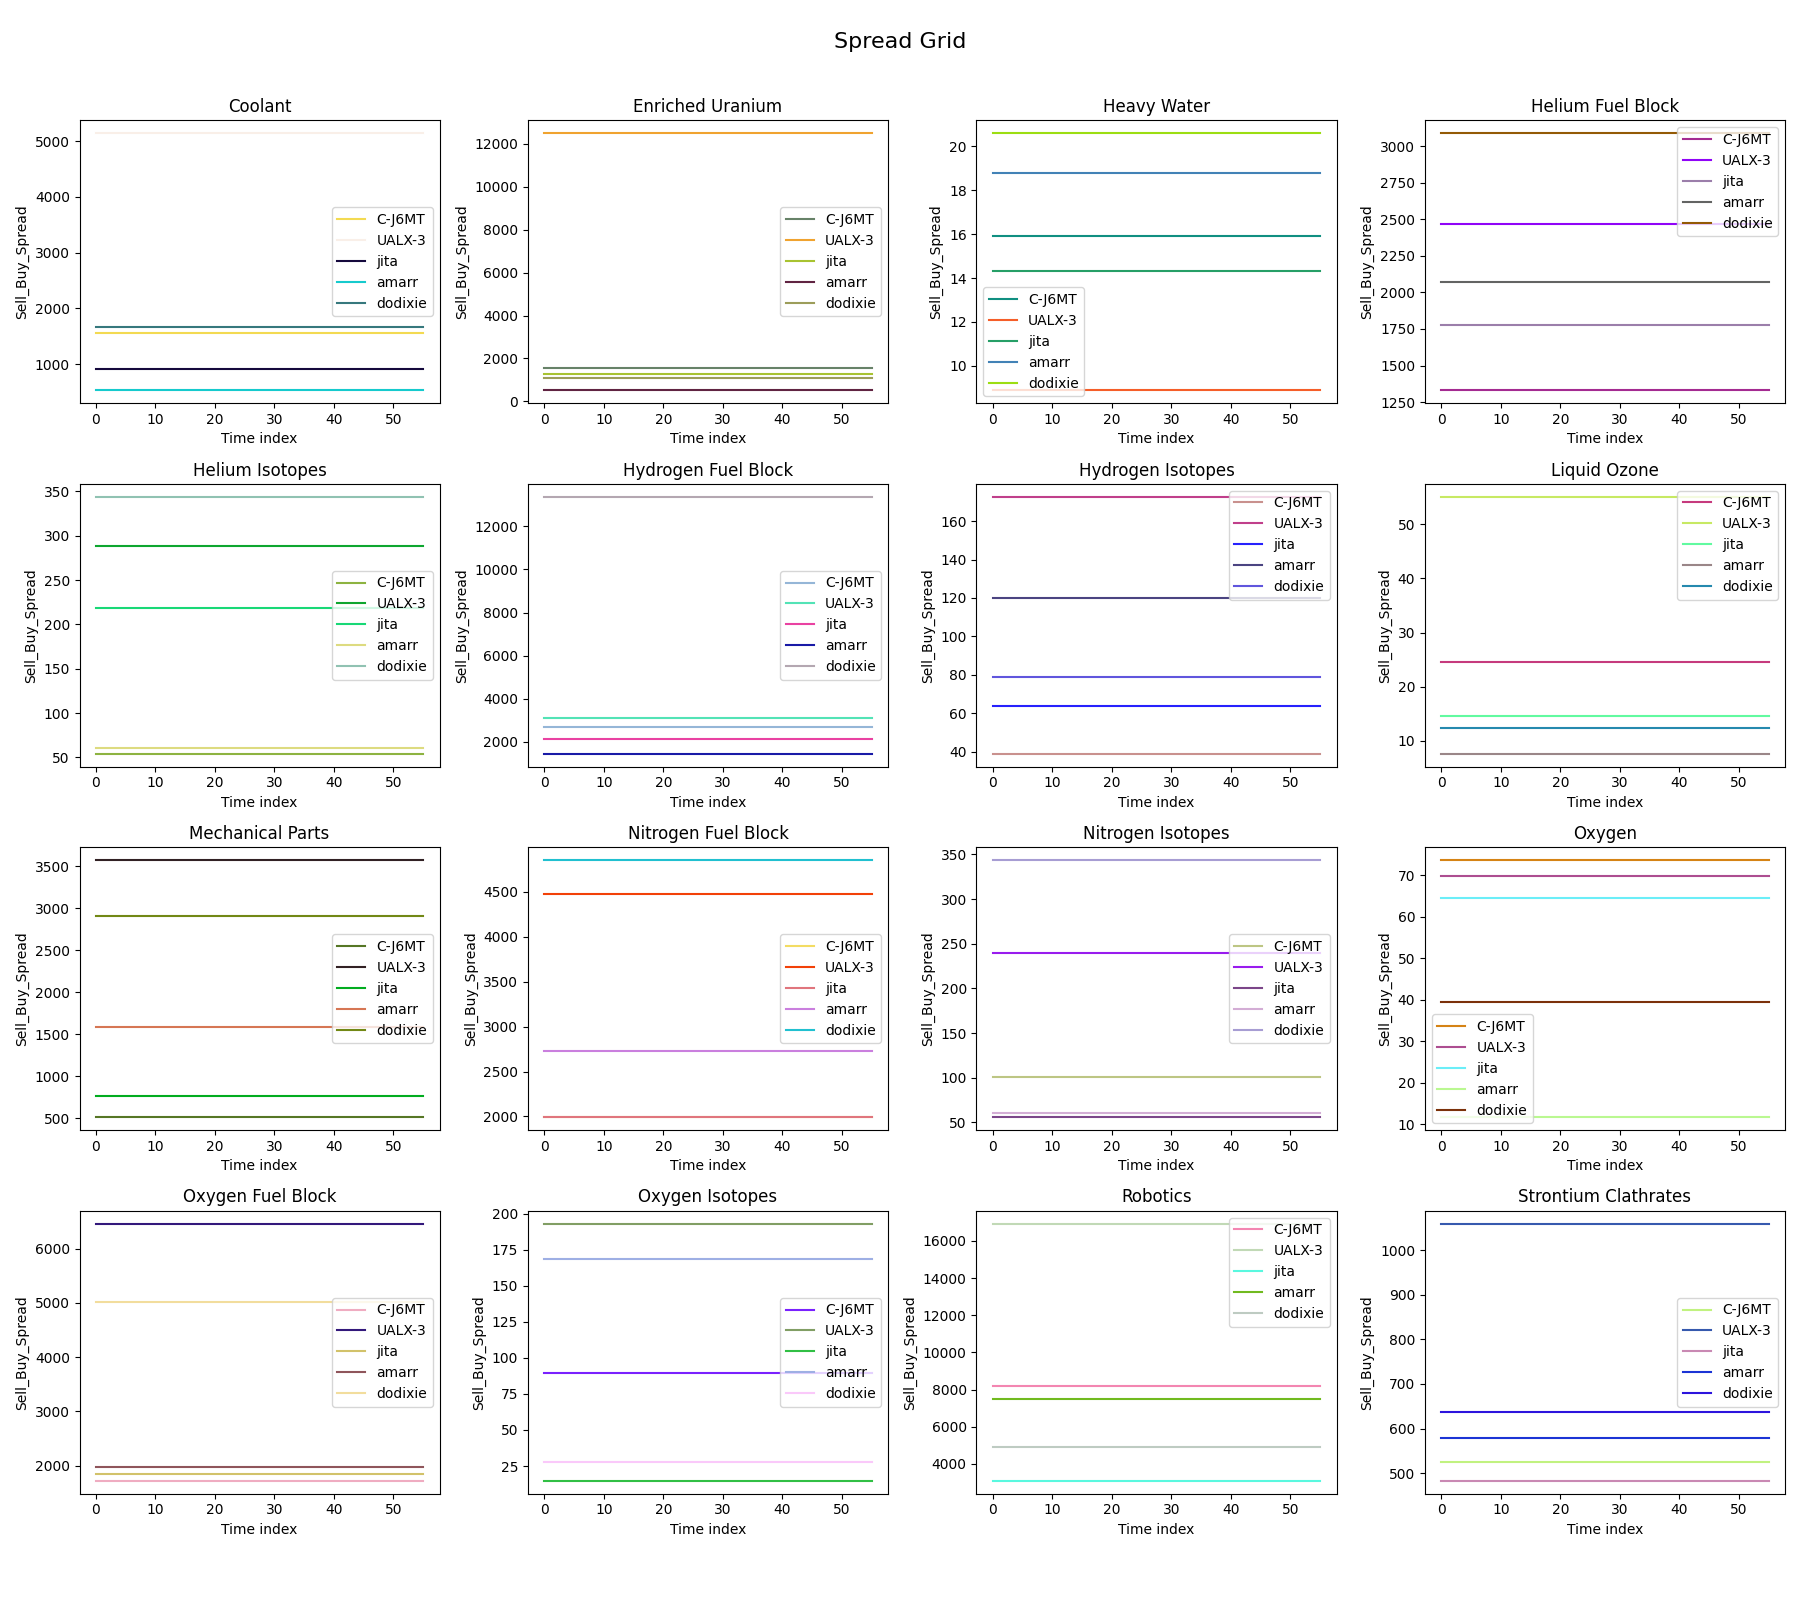 Spread Grid
Coolant
Sell_Buy_Spread
5000
4000
3000
2000
1000
C-J6MT
UALX-3
jita
amarr
dodixie
0 10 20 30 40 50
Time index
Enriched Uranium
Sell_Buy_Spread
12000
10000
8000
6000
4000
2000
0
C-J6MT
UALX-3
jita
amarr
dodixie
0 10 20 30 40 50
Time index
Heavy Water
Sell_Buy_Spread
20
18
16
14
12
10
C-J6MT
UALX-3
jita
amarr
dodixie
0 10 20 30 40 50
Time index
Helium Fuel Block
Sell_Buy_Spread
3000
2750
2500
2250
2000
1750
1500
1250
C-J6MT
UALX-3
jita
amarr
dodixie
0 10 20 30 40 50
Time index
Helium Isotopes
Sell_Buy_Spread
350
300
250
200
150
100
50
C-J6MT
UALX-3
jita
amarr
dodixie
0 10 20 30 40 50
Time index
Hydrogen Fuel Block
Sell_Buy_Spread
12000
10000
8000
6000
4000
2000
C-J6MT
UALX-3
jita
amarr
dodixie
0 10 20 30 40 50
Time index
Hydrogen Isotopes
Sell_Buy_Spread
160
140
120
100
80
60
40
C-J6MT
UALX-3
jita
amarr
dodixie
0 10 20 30 40 50
Time index
Liquid Ozone
Sell_Buy_Spread
50
40
30
20
10
C-J6MT
UALX-3
jita
amarr
dodixie
0 10 20 30 40 50
Time index
Mechanical Parts
Sell_Buy_Spread
3500
3000
2500
2000
1500
1000
500
C-J6MT
UALX-3
jita
amarr
dodixie
0 10 20 30 40 50
Time index
Nitrogen Fuel Block
Sell_Buy_Spread
4500
4000
3500
3000
2500
2000
C-J6MT
UALX-3
jita
amarr
dodixie
0 10 20 30 40 50
Time index
Nitrogen Isotopes
Sell_Buy_Spread
350
300
250
200
150
100
50
C-J6MT
UALX-3
jita
amarr
dodixie
0 10 20 30 40 50
Time index
Oxygen
Sell_Buy_Spread
70
60
50
40
30
20
10
C-J6MT
UALX-3
jita
amarr
dodixie
0 10 20 30 40 50
Time index
Oxygen Fuel Block
Sell_Buy_Spread
6000
5000
4000
3000
2000
C-J6MT
UALX-3
jita
amarr
dodixie
0 10 20 30 40 50
Time index
Oxygen Isotopes
Sell_Buy_Spread
200
175
150
125
100
75
50
25
C-J6MT
UALX-3
jita
amarr
dodixie
0 10 20 30 40 50
Time index
Robotics
Sell_Buy_Spread
16000
14000
12000
10000
8000
6000
4000
C-J6MT
UALX-3
jita
amarr
dodixie
0 10 20 30 40 50
Time index
Strontium Clathrates
Sell_Buy_Spread
1000
900
800
700
600
500
C-J6MT
UALX-3
jita
amarr
dodixie
0 10 20 30 40 50
Time index